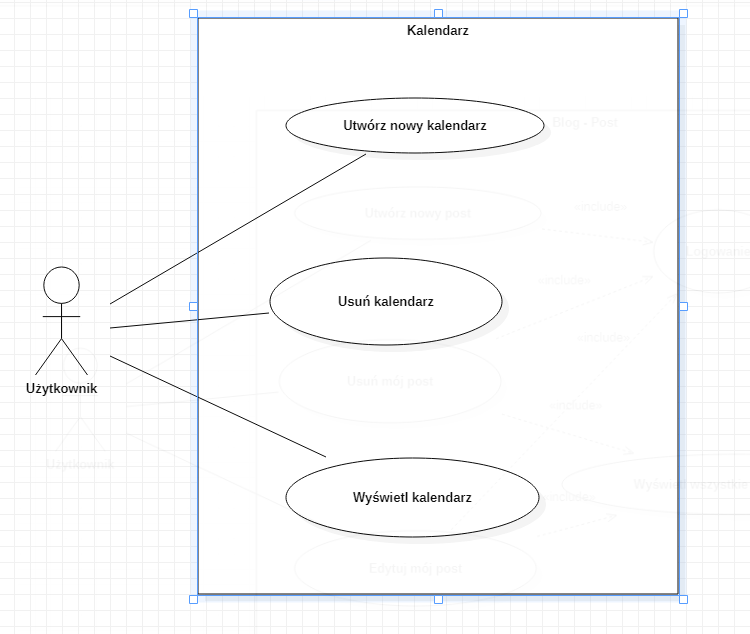 Kalendarz
Utwórz nowy kalendarz
Blog - Post
Utwórz nowy post
«include»
Logowanie
«include»
Usuń kalendarz
«include»
Usuń mój post
Użytkownik
«include»
Użytkownik
Wyświetl wszystkie
Wyświetl kalendarz
«include»
Edytuj mój post